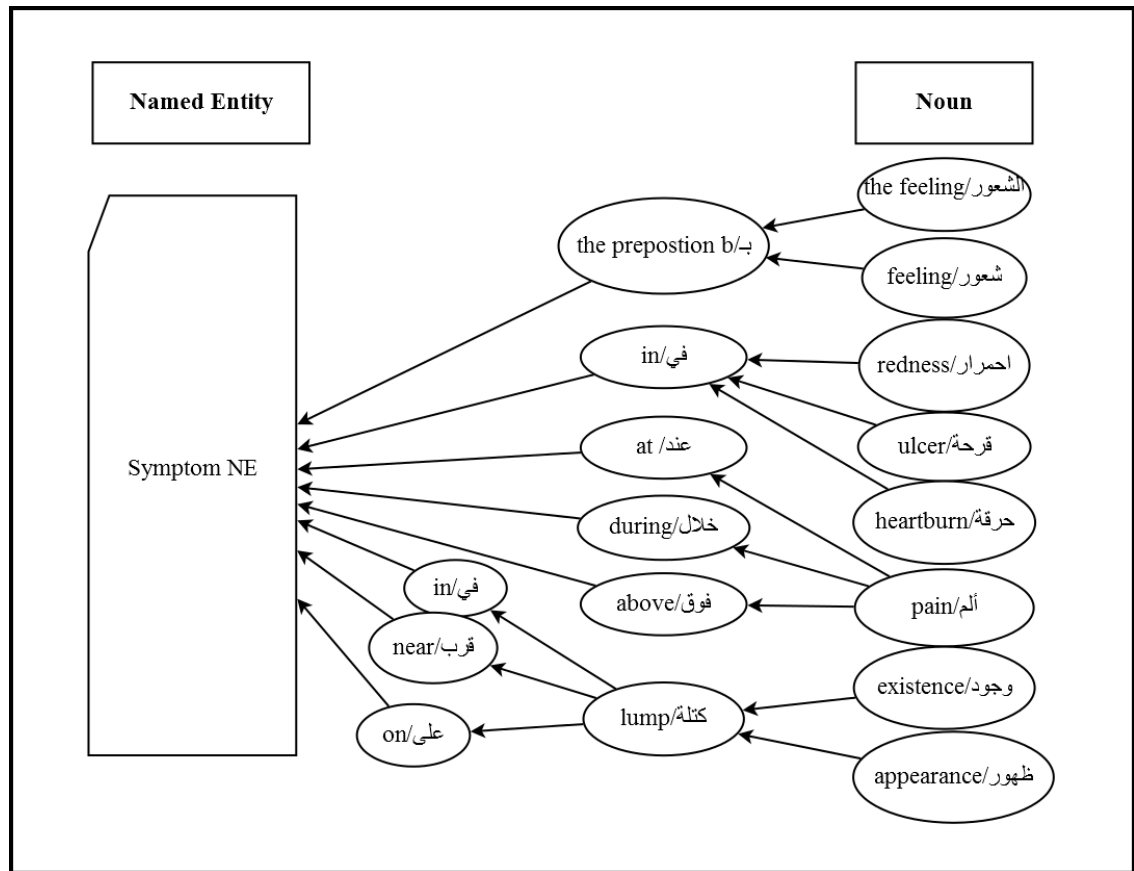 Named Entity
Noun
the feeling/الشعور
the prepostion b/بـ
feeling/شعور
in/في
redness/احمرار
at /عند
ulcer/قرحة
Symptom NE
during/خلال
heartburn/حرقة
in/في
above/فوق
pain/ألم
near/قرب
existence/وجود
lump/كتلة
on/على
appearance/ظهور